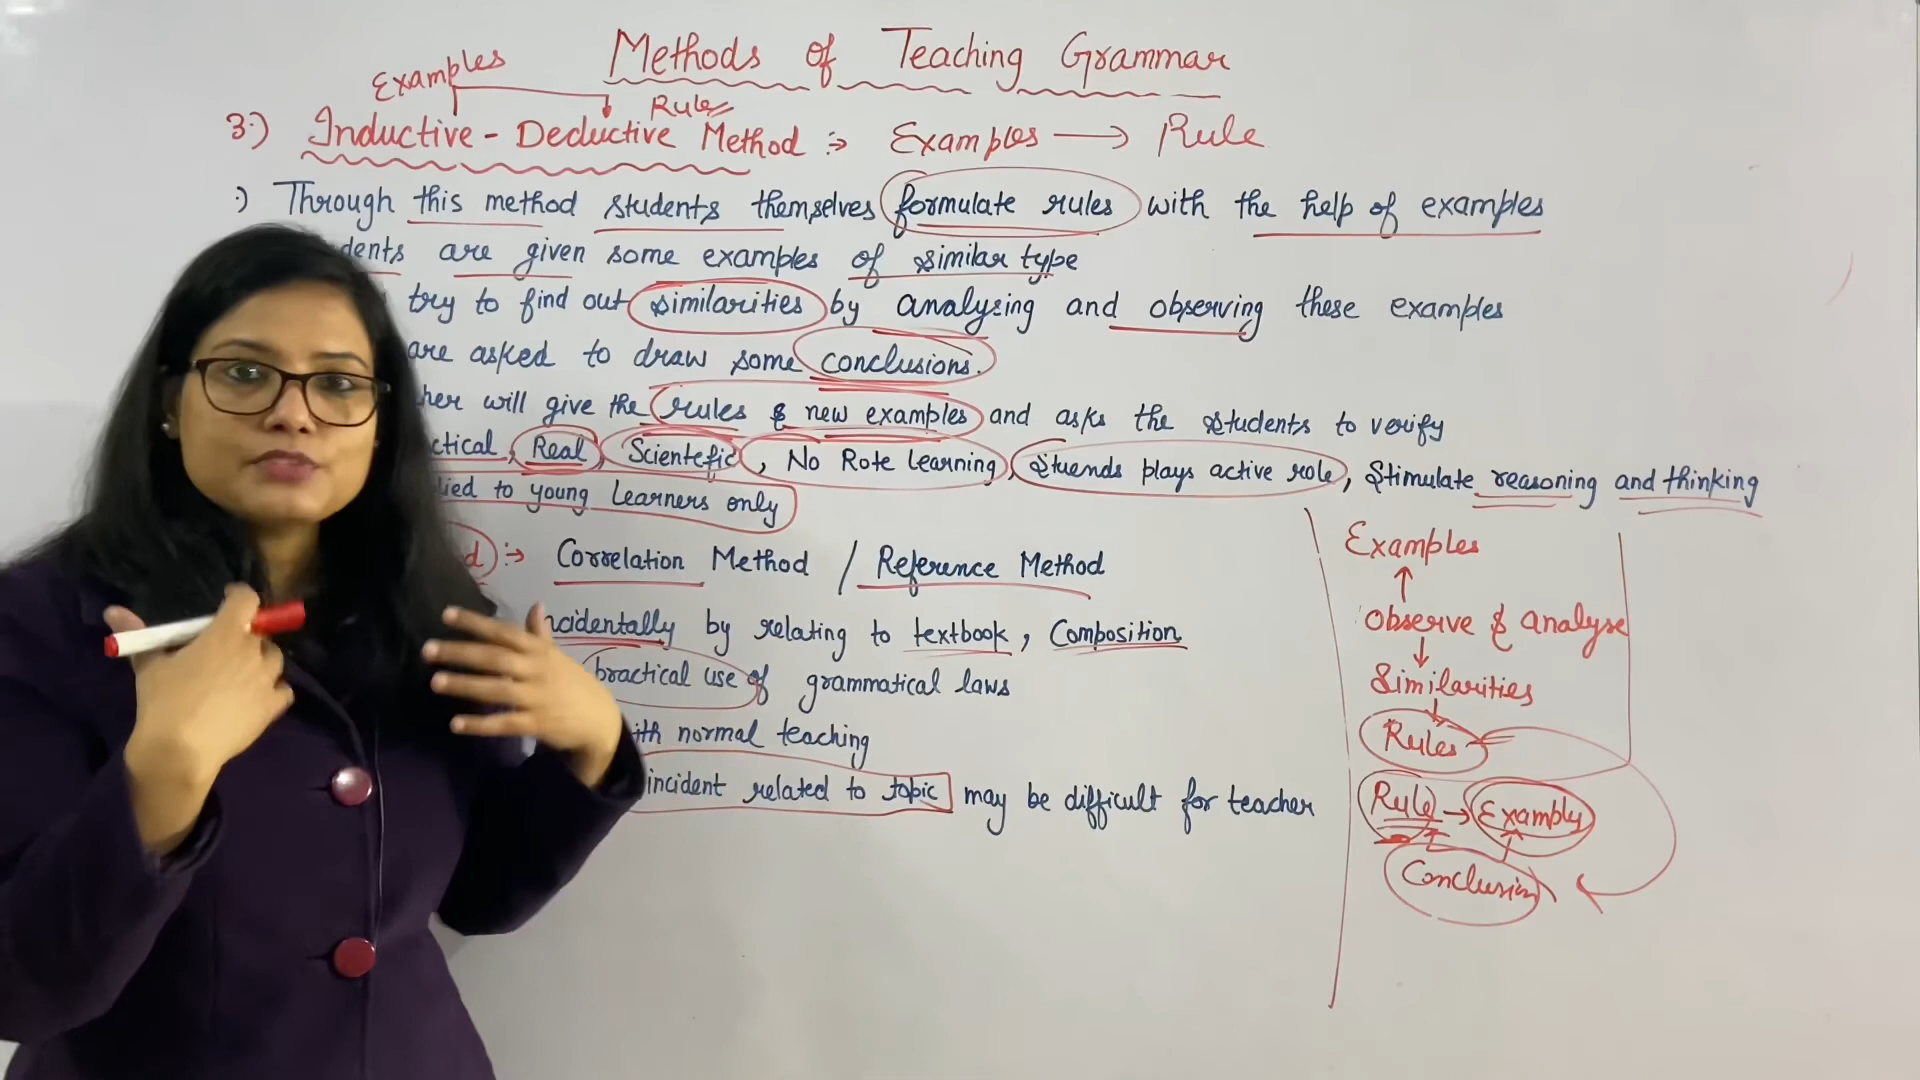 Methods of Teaching Grammar
Examples
Rule
3.) Inductive - Deductive Method :-> Examples → Rule
:) Through this method students themselves formulate rules with the help of examples
dents are given some examples of similar type
try to find out similarities by analysing and observing these examples
are asked to draw some conclusions.
her will give the rules & new examples and asks the students to verify
ctical, Real, Scientefic, No Rote learning, Stuends plays active role, Stimulate reasoning and thinking
lied to young learners only
d :-> Correlation Method / Reference Method
ncidentally by relating to textbook, Composition
practical use of grammatical laws
ith normal teaching
incident related to topic may be difficult for teacher
Examples
↑
Observe & analyse
↓
Similarities
↓
Rules
Rule → Examply
Conclusion